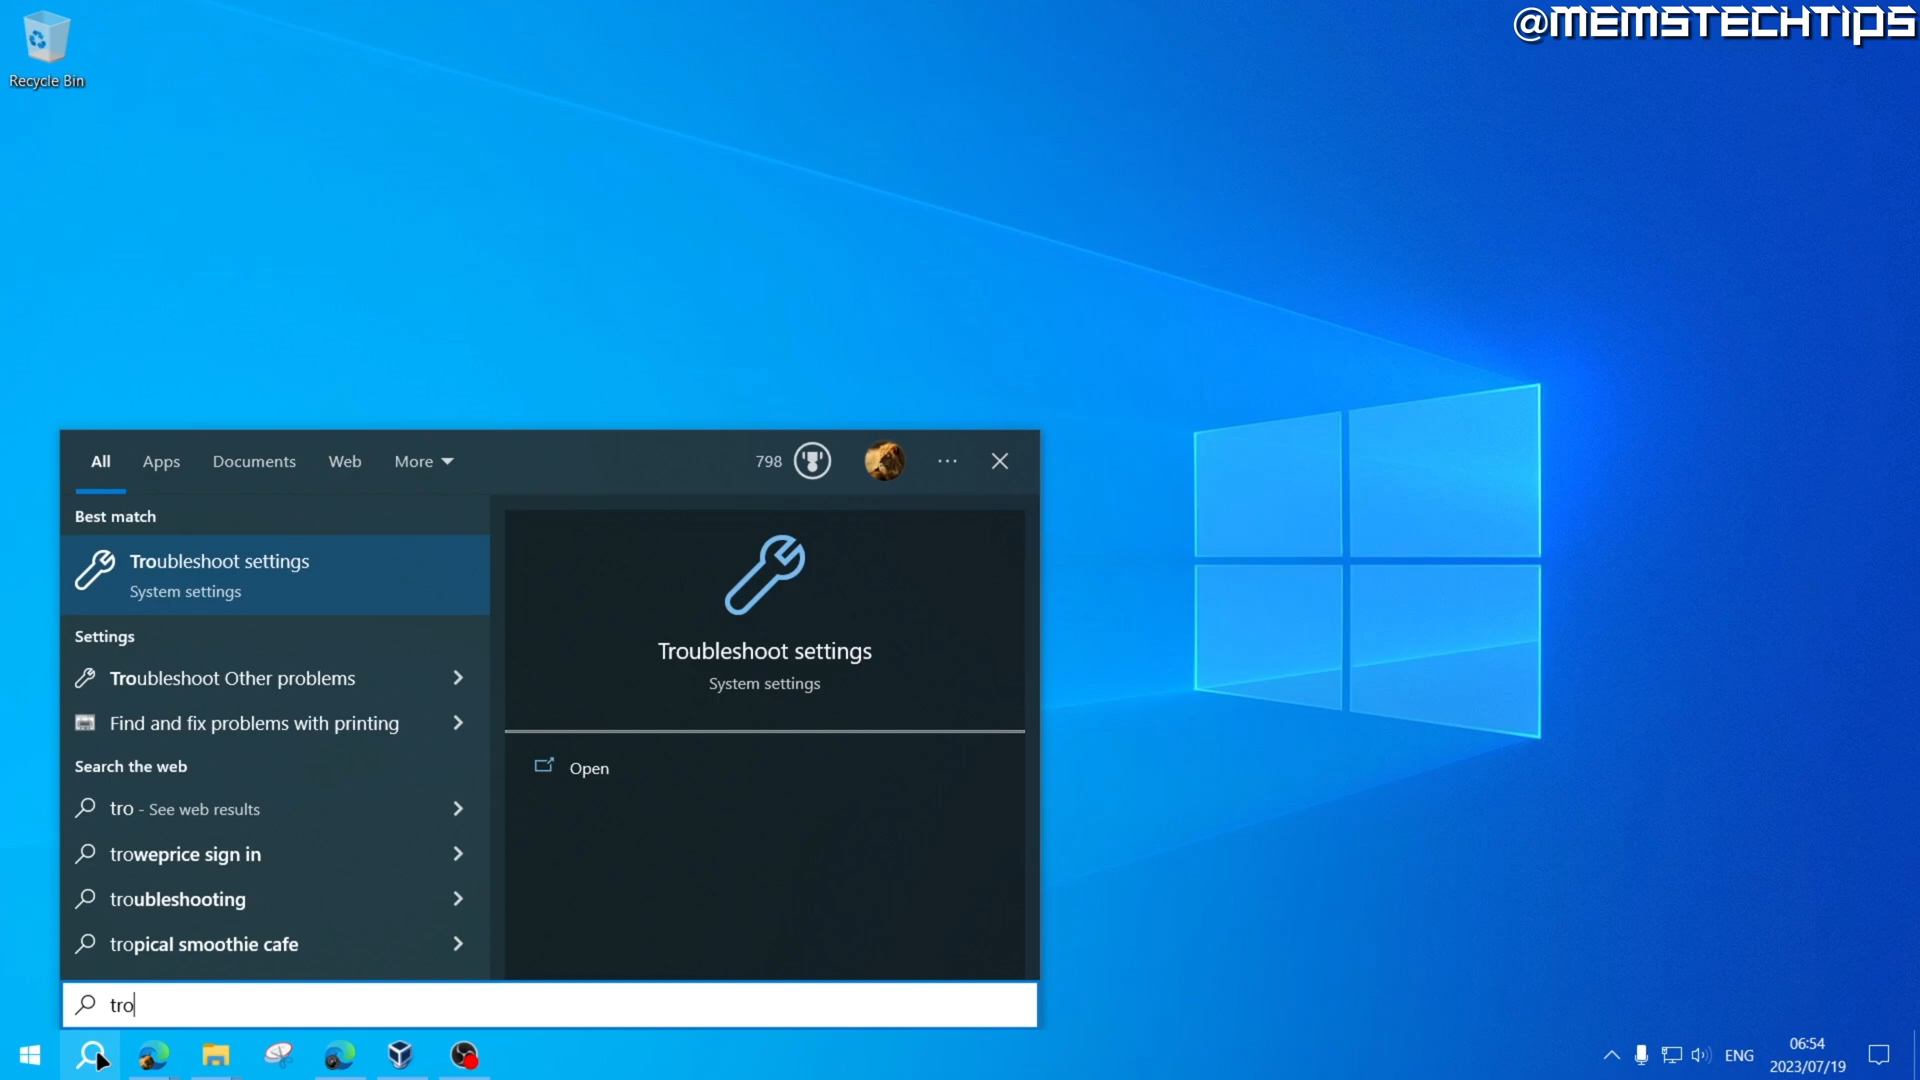 @MEMSTECHTIPS
Recycle Bin
All Apps Documents Web More 798
Best match
Troubleshoot settings
System settings
Settings
Troubleshoot Other problems
Find and fix problems with printing
Search the web
tro - See web results
troweprice sign in
troubleshooting
tropical smoothie cafe
Troubleshoot settings
System settings
Open
tro
ENG
06:54
2023/07/19